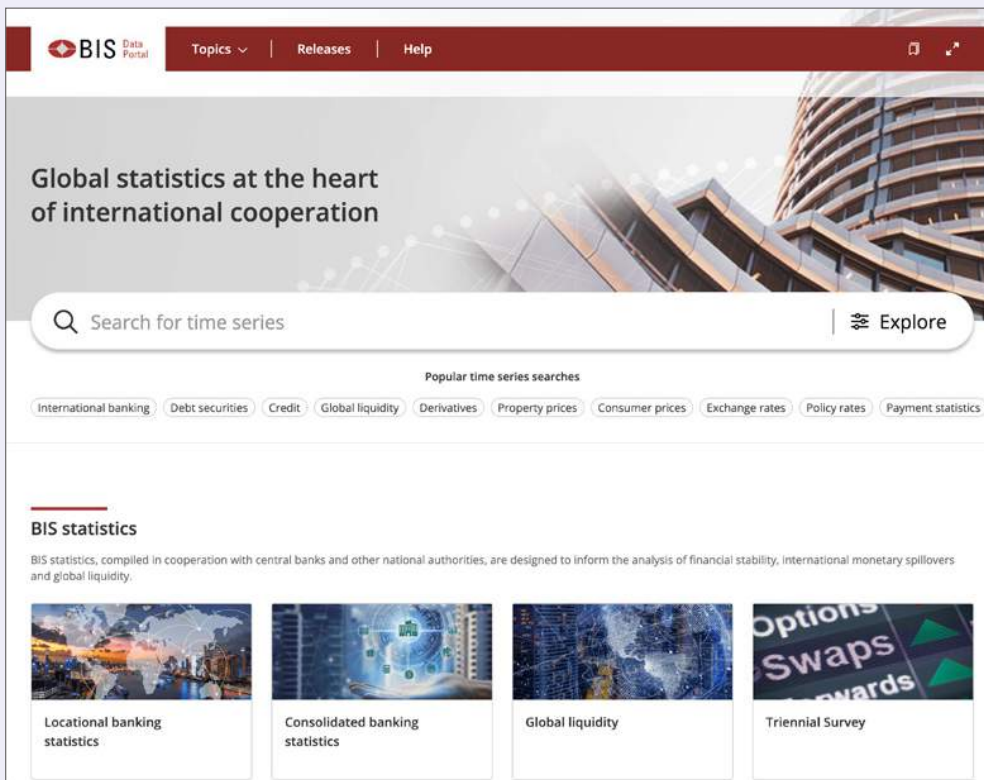 BIS Data
Portal
Topics
Releases
Help
Global statistics at the heart
of international cooperation
Search for time series
Explore
Popular time series searches
International banking Debt securities Credit Global liquidity Derivatives Property prices Consumer prices Exchange rates Policy rates Payment statistics
BIS statistics
BIS statistics, compiled in cooperation with central banks and other national authorities, are designed to inform the analysis of financial stability, international monetary spillovers
and global liquidity.
Options
Swaps
Locational banking
statistics
Consolidated banking
statistics
Global liquidity
Triennial Survey